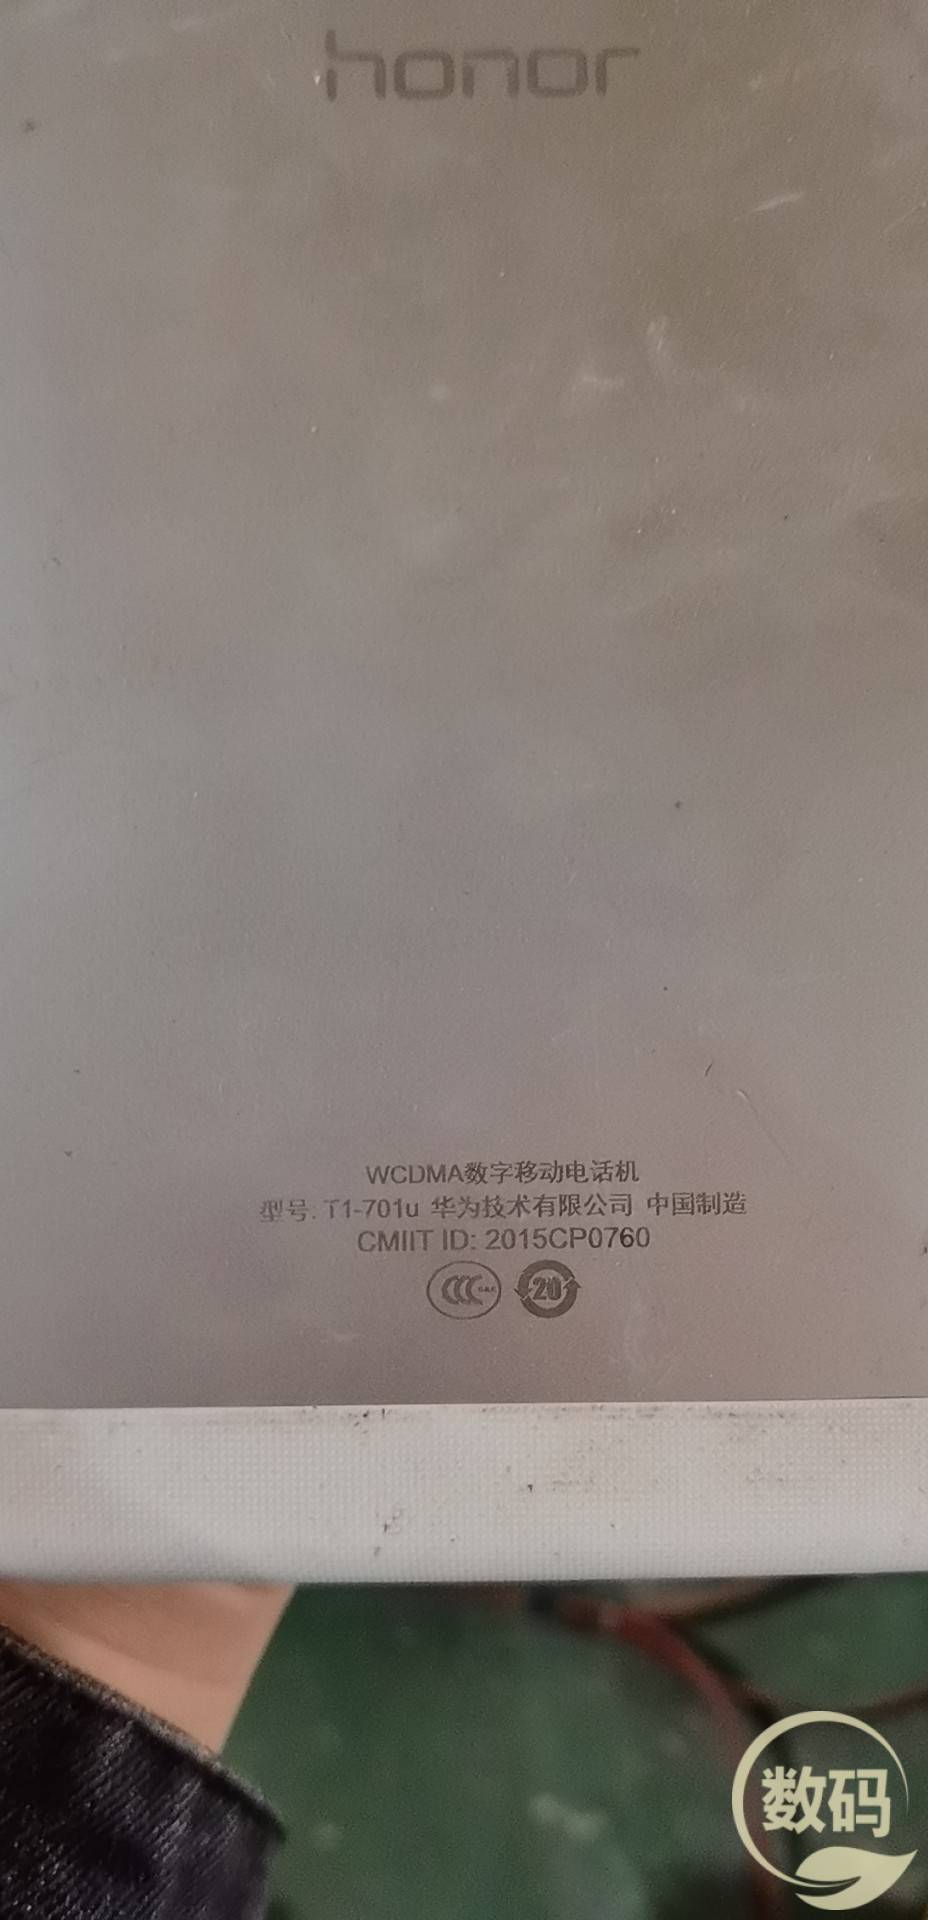 honor
WCDMA数字移动电话机
型号: T1-701u 华为技术有限公司 中国制造
CMIIT ID: 2015CP0760
CCC S&E 20
数码